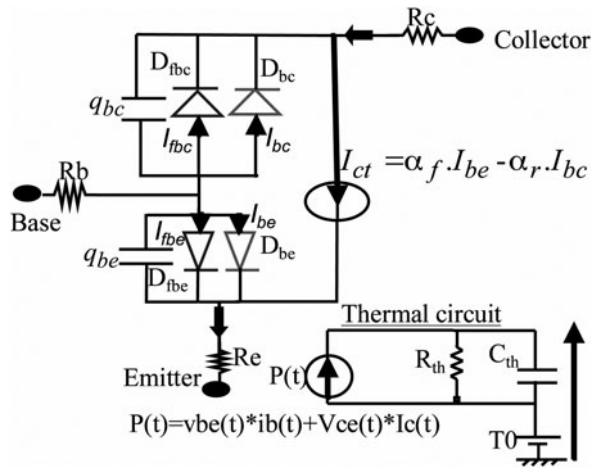 Rc
Collector
D_fbc
D_bc
q_bc
I_fbc
I_bc
I_ct = α_f.I_be - α_r.I_bc
Rb
Base
I_fbe
I_be
q_be
D_fbe
D_be
Thermal circuit
Re
Emitter
P(t)
R_th
C_th
T0
P(t)=vbe(t)*ib(t)+Vce(t)*Ic(t)